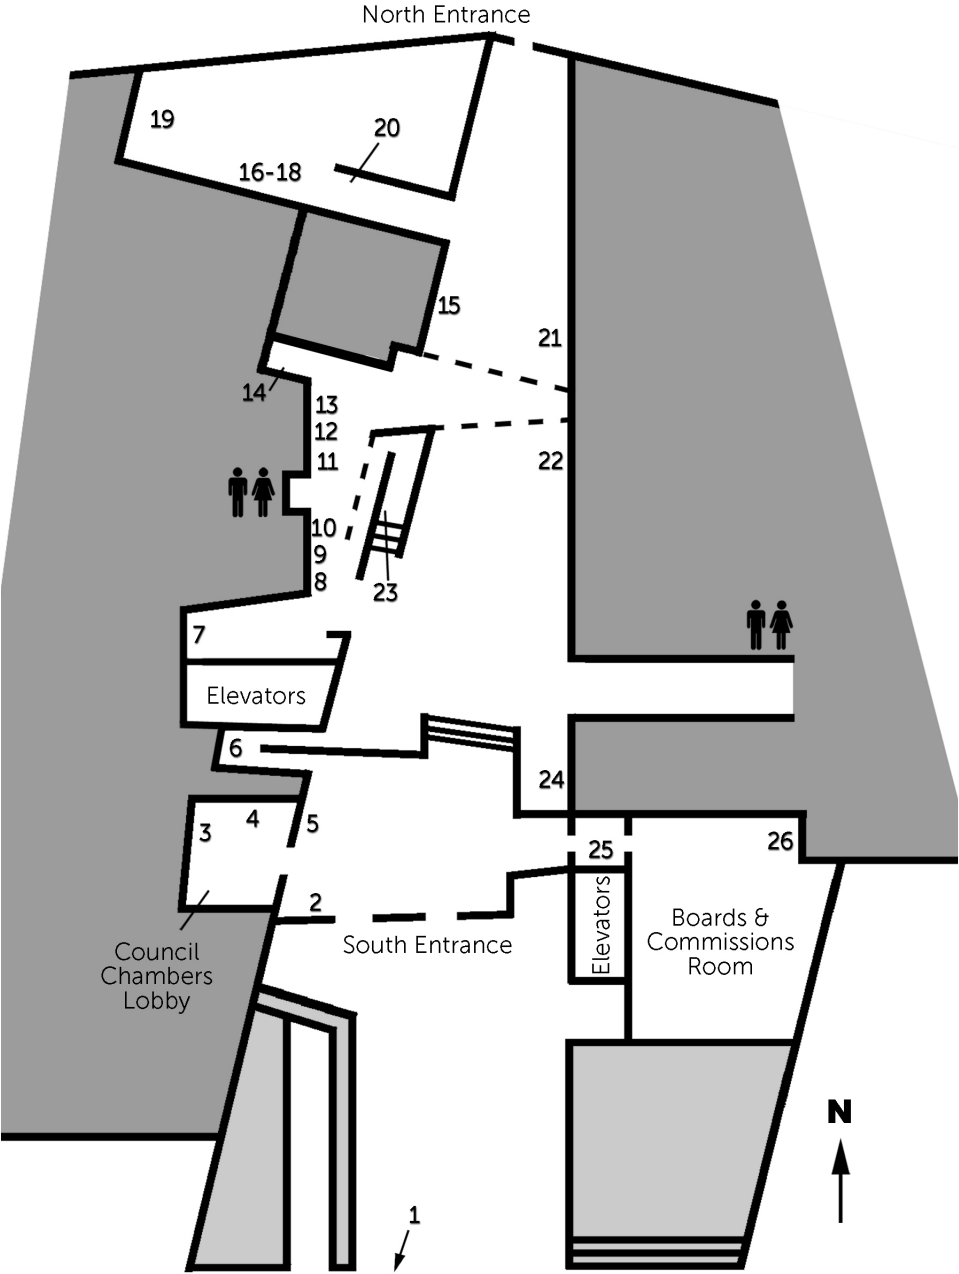 North Entrance
19
20
16-18
15
21
14
13
12
11
22
10
9
8
23
7
Elevators
6
24
3
4
5
25
26
2
Elevators
South Entrance
Boards &
Commissions
Room
Council
Chambers
Lobby
N
1